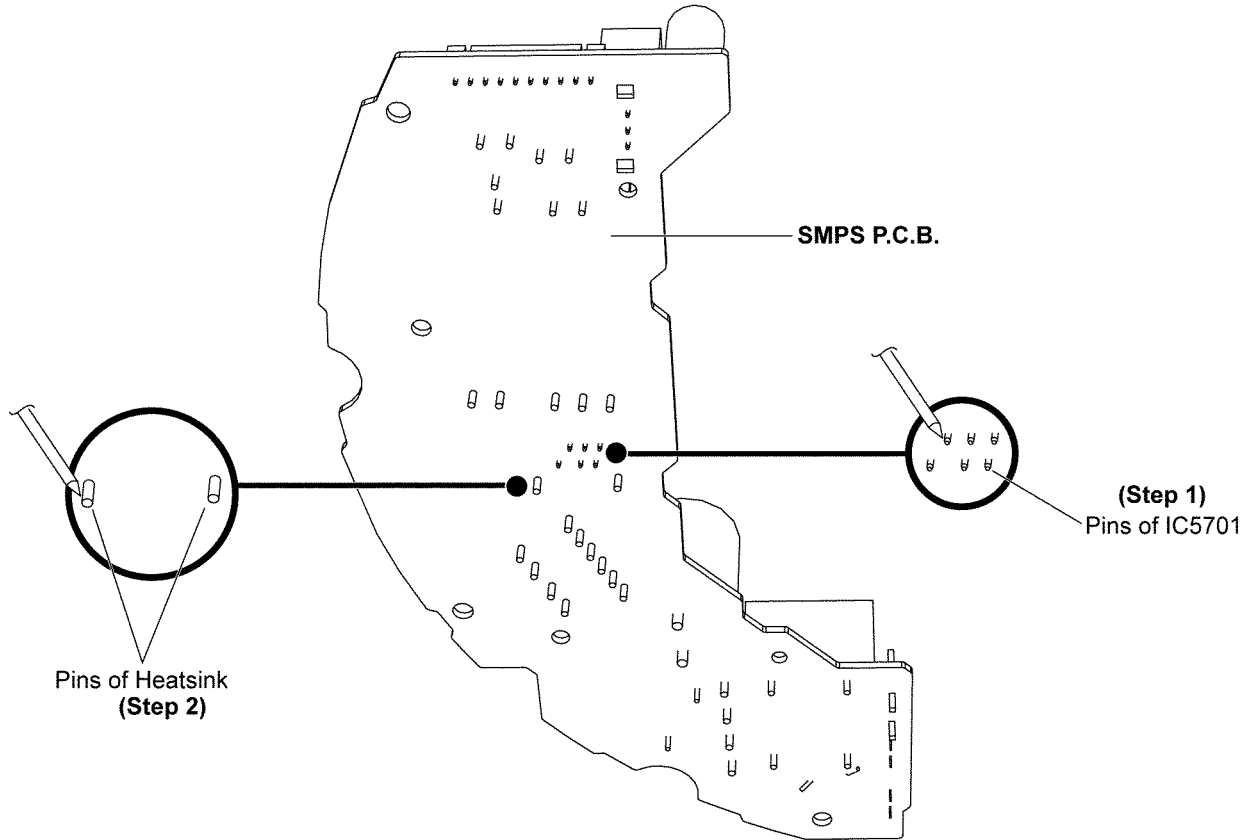 SMPS P.C.B.
(Step 1)
Pins of IC5701
Pins of Heatsink
(Step 2)